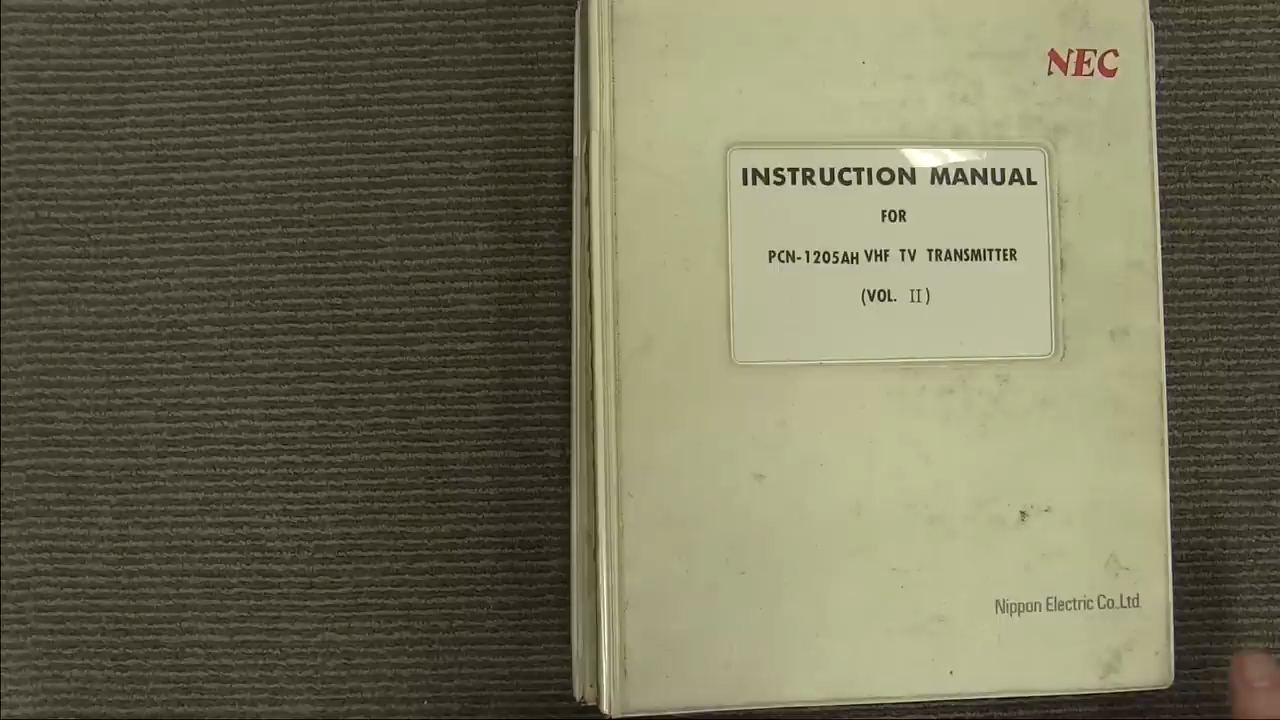 NEC
INSTRUCTION MANUAL
FOR
PCN-1205AH VHF TV TRANSMITTER
(VOL. II)
Nippon Electric Co.,Ltd.